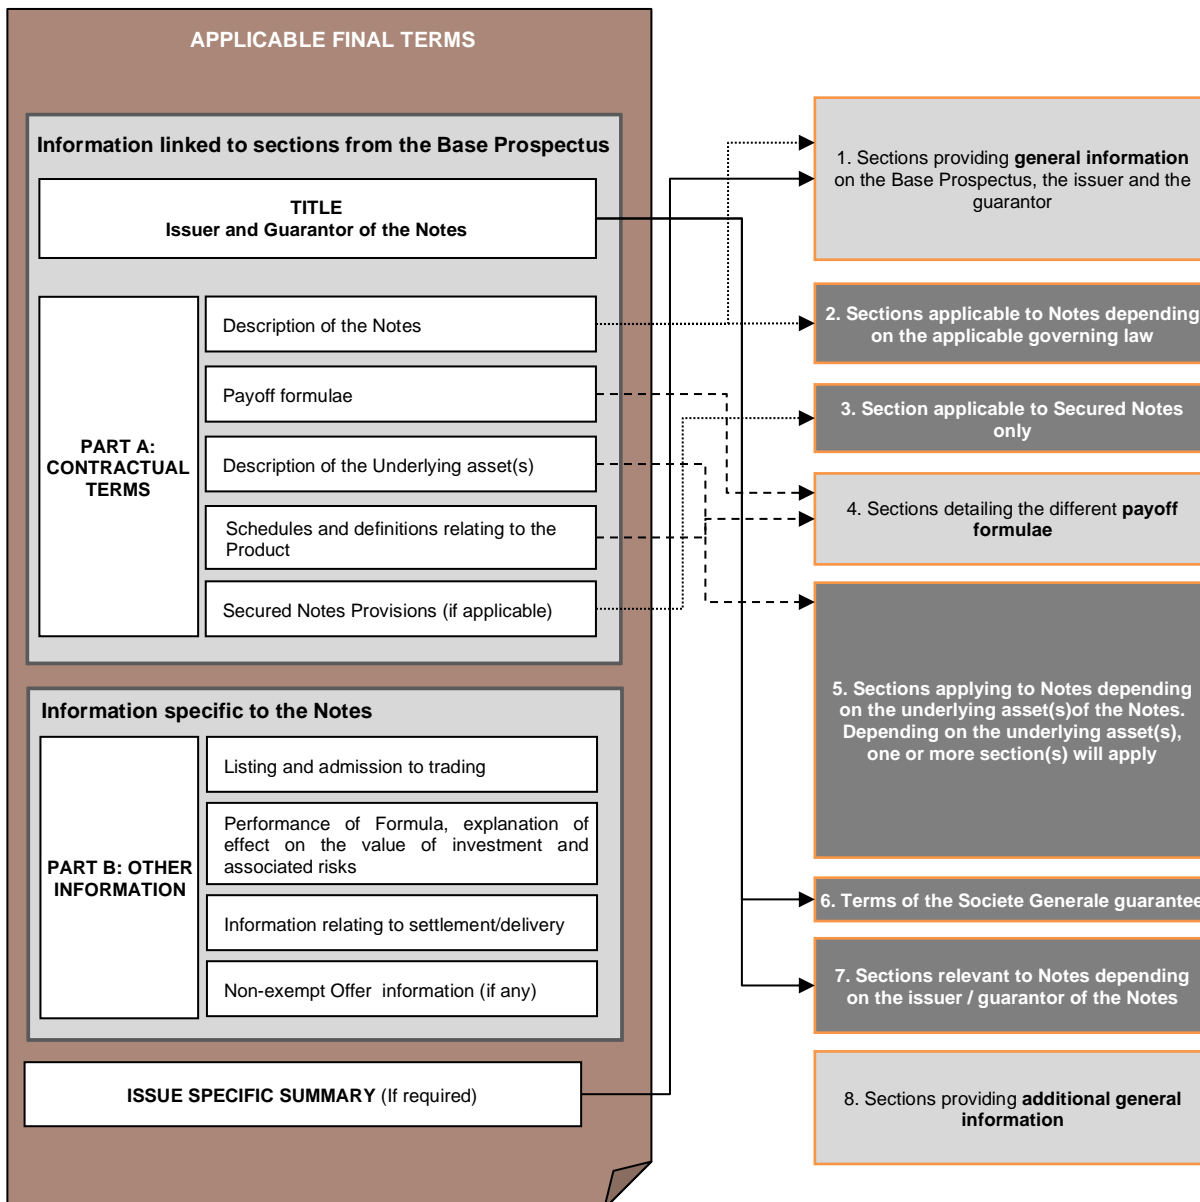 APPLICABLE FINAL TERMS
Information linked to sections from the Base Prospectus
TITLE
Issuer and Guarantor of the Notes
PART A:
CONTRACTUAL
TERMS
Description of the Notes
Payoff formulae
Description of the Underlying asset(s)
Schedules and definitions relating to the
Product
Secured Notes Provisions (if applicable)
Information specific to the Notes
PART B: OTHER
INFORMATION
Listing and admission to trading
Performance of Formula, explanation of
effect on the value of investment and
associated risks
Information relating to settlement/delivery
Non-exempt Offer  information (if any)
ISSUE SPECIFIC SUMMARY (If required)
1. Sections providing general information
on the Base Prospectus, the issuer and the
guarantor
2. Sections applicable to Notes depending
on the applicable governing law
3. Section applicable to Secured Notes
only
4. Sections detailing the different payoff
formulae
5. Sections applying to Notes depending
on the underlying asset(s)of the Notes.
Depending on the underlying asset(s),
one or more section(s) will apply
6. Terms of the Societe Generale guarantee
7. Sections relevant to Notes depending
on the issuer / guarantor of the Notes
8. Sections providing additional general
information